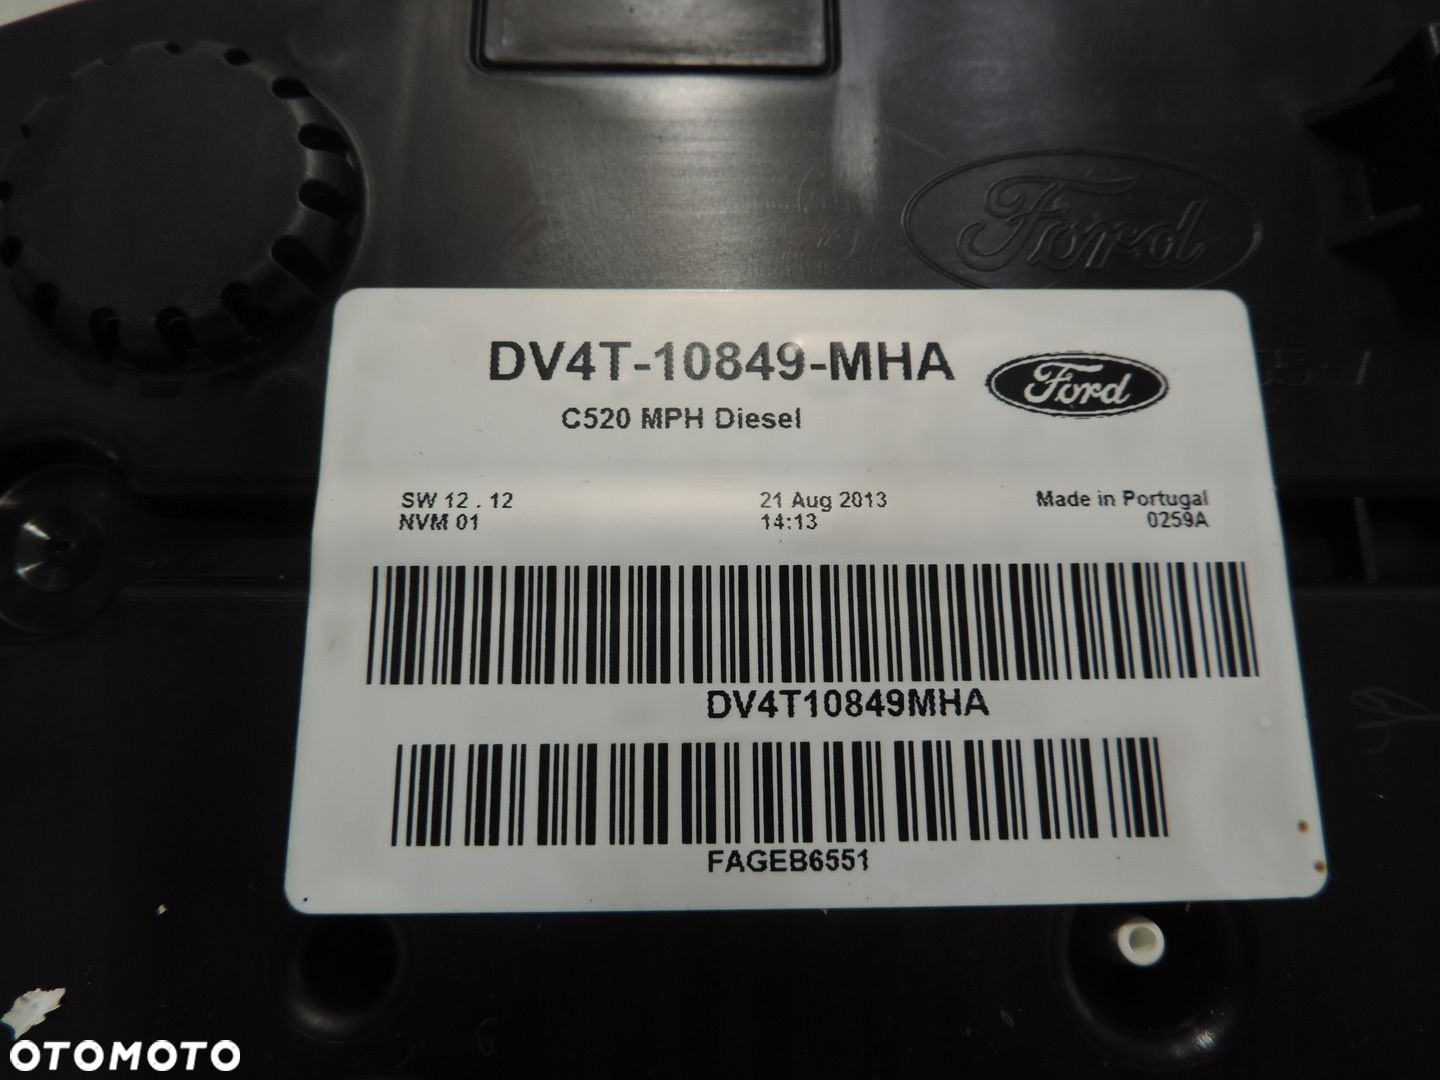 Ford
DV4T-10849-MHA
Ford
C520 MPH Diesel
SW 12 . 12
21 Aug 2013
Made in Portugal
NVM 01
14:13
0259A
DV4T10849MHA
FAGEB6551
OTOMOTO